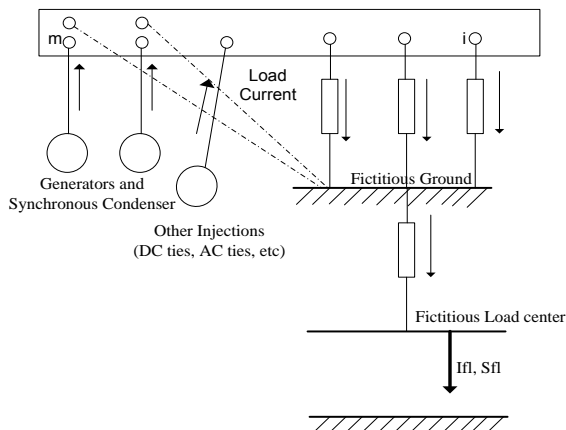 m
i
Load
Current
Generators and
Synchronous Condenser
Fictitious Ground
Other Injections
(DC ties, AC ties, etc)
Fictitious Load center
Ifl, Sfl